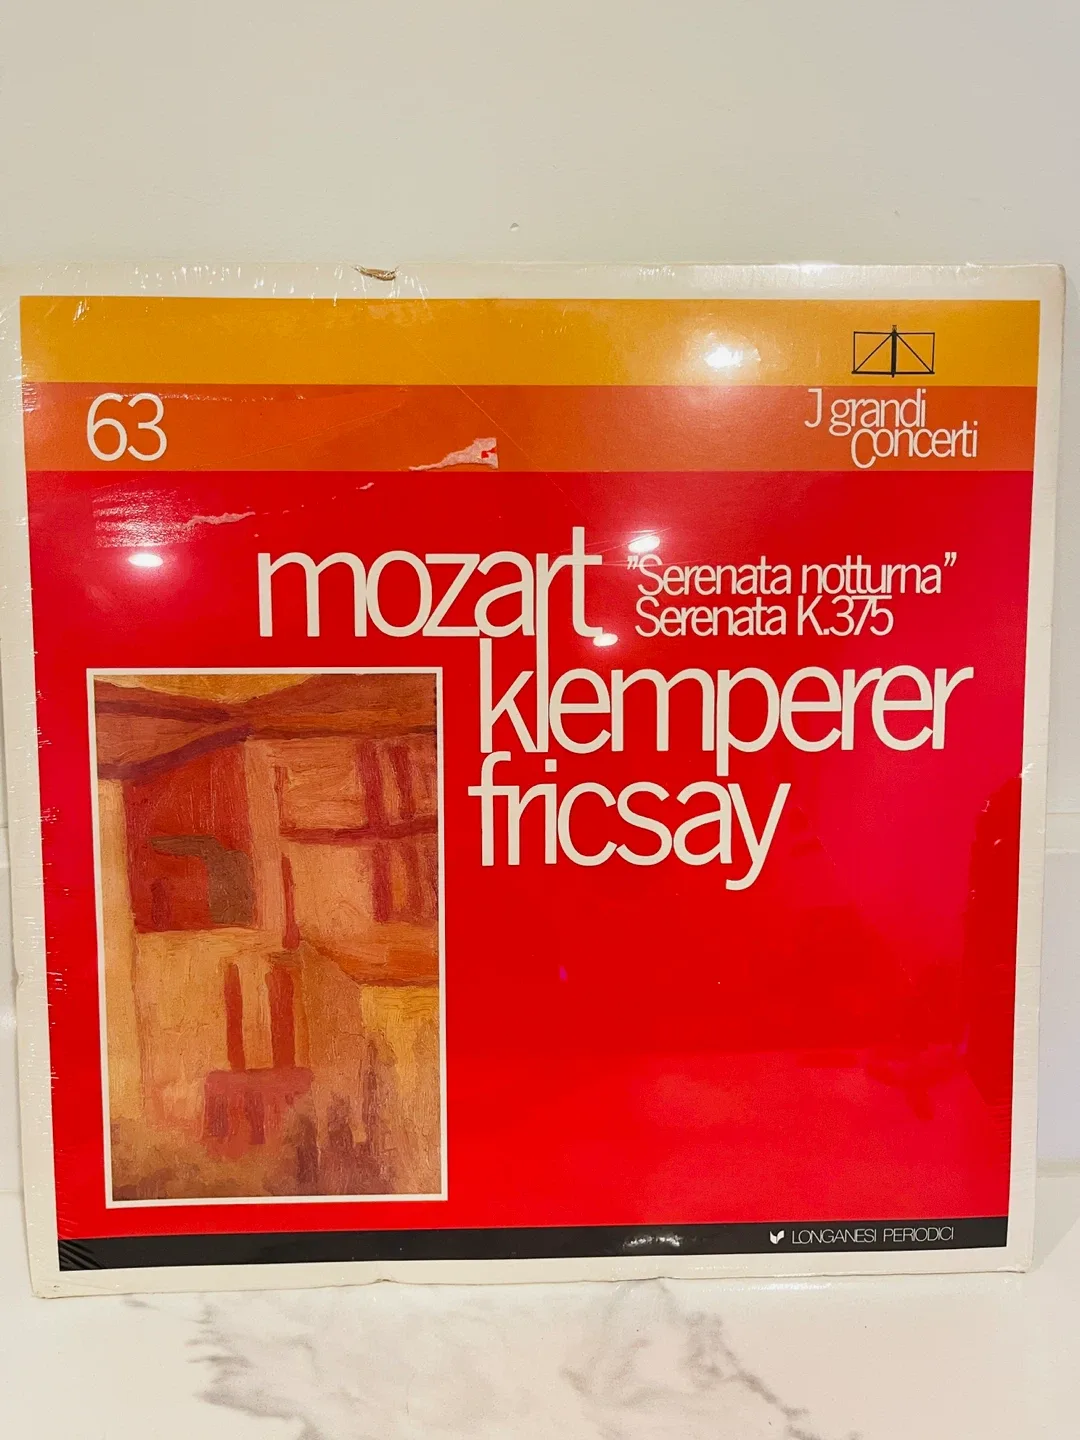 63
J grandi
concerti
mozart
"Serenata notturna"
Serenata K.375
klemperer
fricsay
LONGANESI PERIODICI